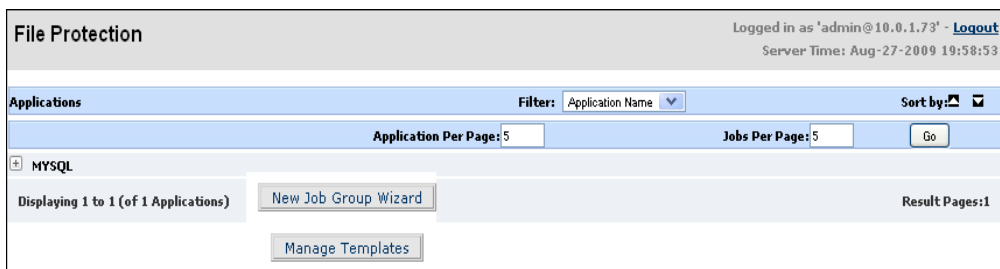 File Protection
Logged in as 'admin@10.0.1.73' - Logout
Server Time: Aug-27-2009 19:58:53
Applications Filter: Application Name Sort by:
Application Per Page: 5 Jobs Per Page: 5 Go
MYSQL
Displaying 1 to 1 (of 1 Applications) New Job Group Wizard Result Pages:1
Manage Templates